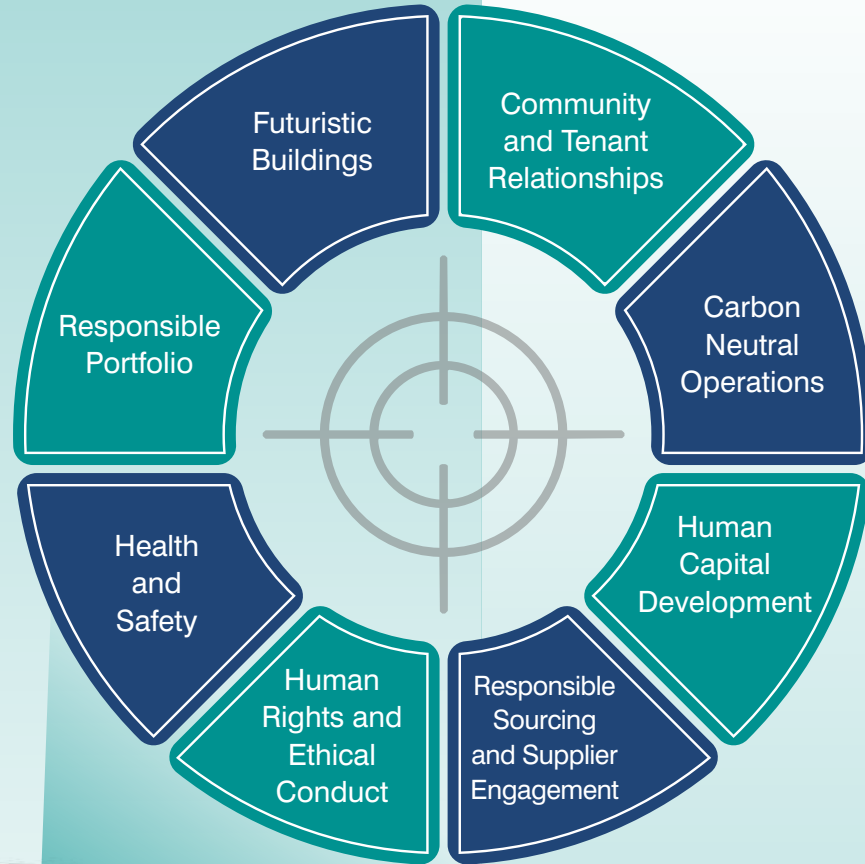 Futuristic
Buildings
Community
and Tenant
Relationships
Carbon
Neutral
Operations
Human
Capital
Development
Responsible
Sourcing
and Supplier
Engagement
Human
Rights and
Ethical
Conduct
Health
and
Safety
Responsible
Portfolio